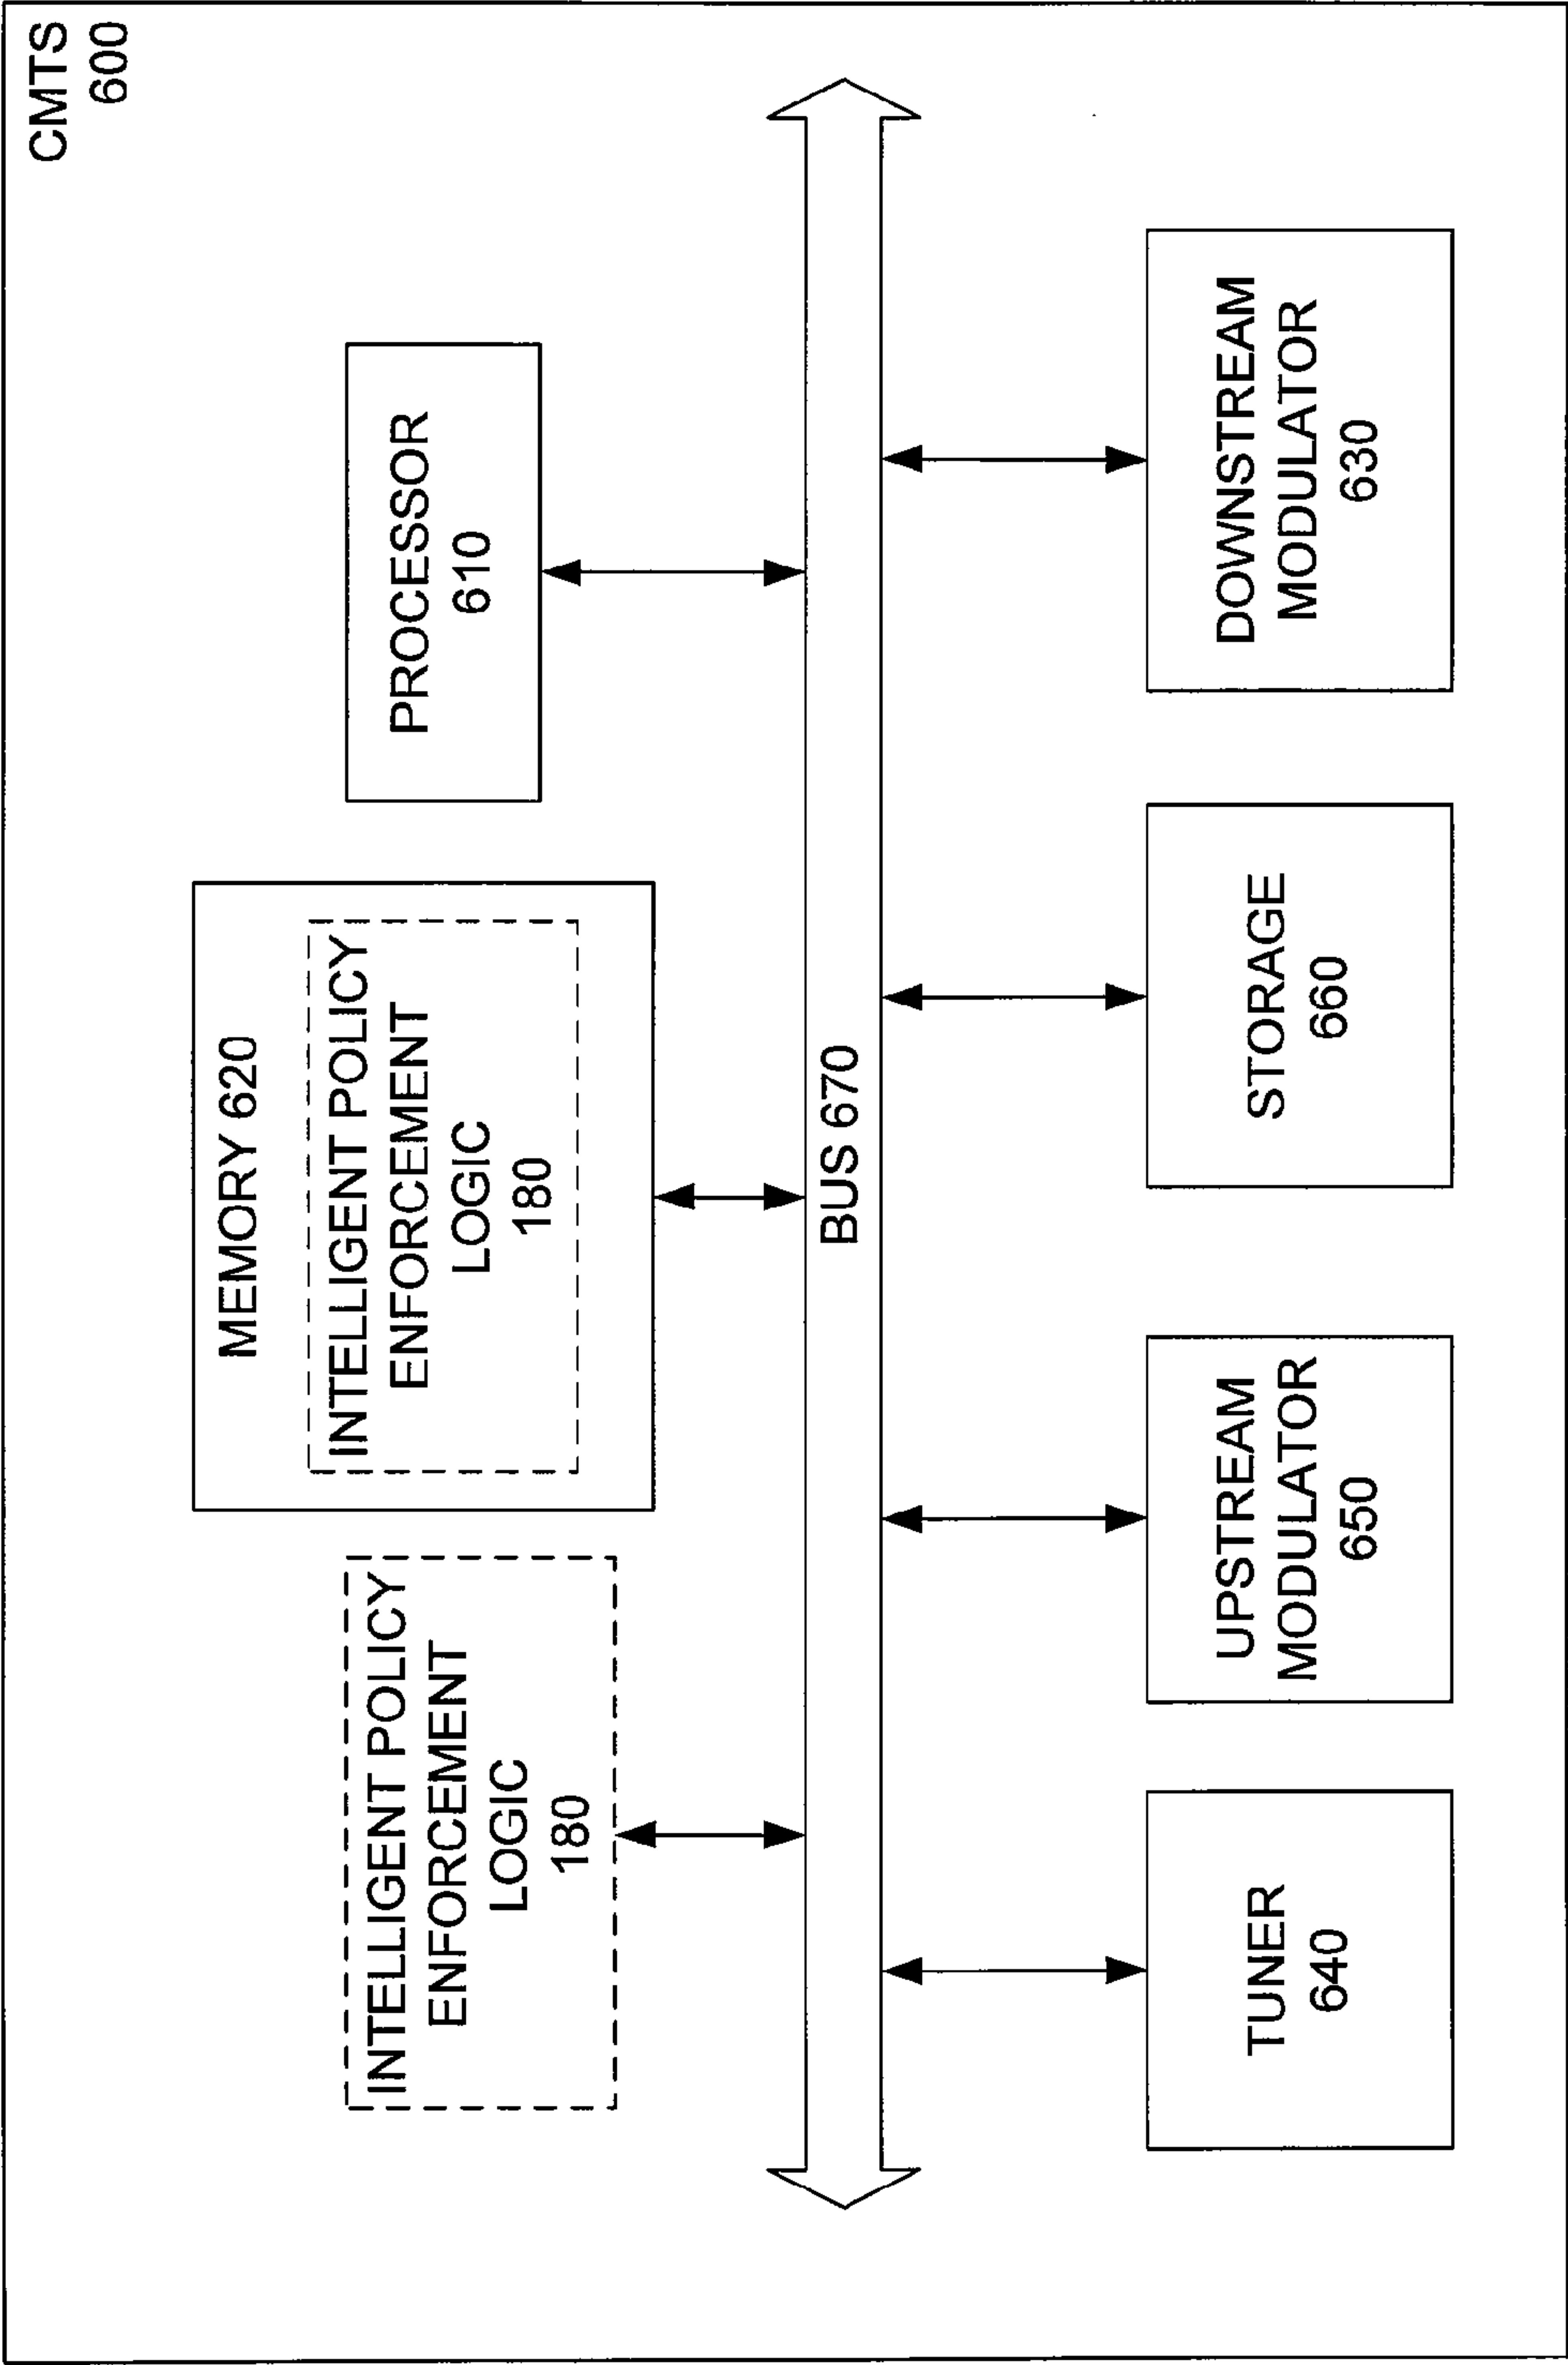 CMTS
600
INTELLIGENT POLICY
ENFORCEMENT
LOGIC
180
MEMORY 620
INTELLIGENT POLICY
ENFORCEMENT
LOGIC
180
PROCESSOR
610
BUS 670
TUNER
640
UPSTREAM
MODULATOR
650
STORAGE
660
DOWNSTREAM
MODULATOR
630